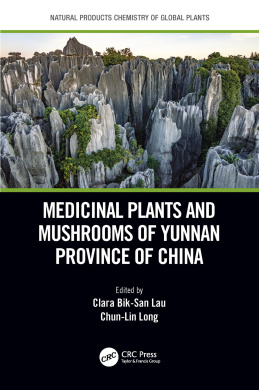 NATURAL PRODUCTS CHEMISTRY OF GLOBAL PLANTS
MEDICINAL PLANTS AND
MUSHROOMS OF YUNNAN
PROVINCE OF CHINA
Edited by
Clara Bik-San Lau
Chun-Lin Long
CRC
CRC Press
Taylor & Francis Group